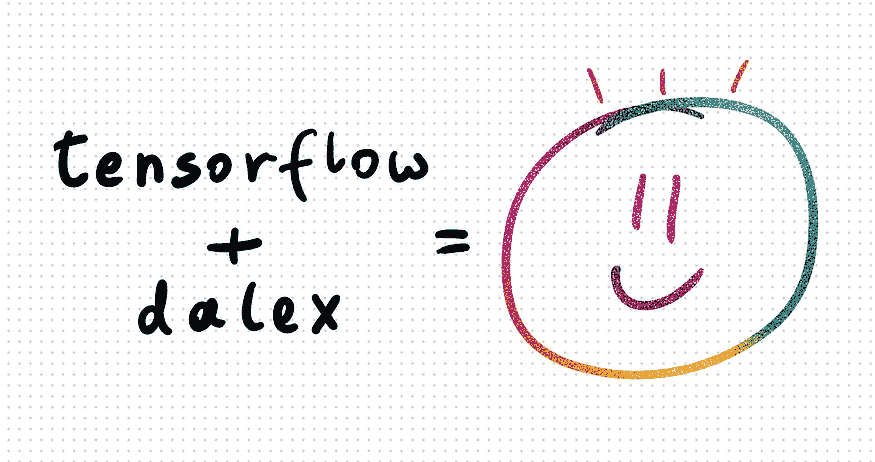 tensorflow
+
dalex
=